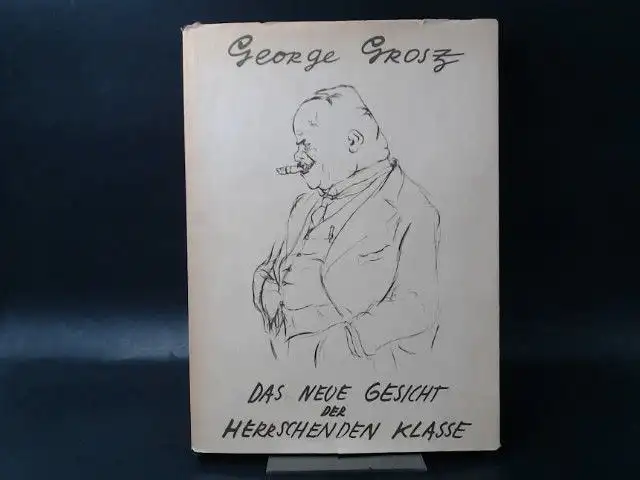 George Grosz
DAS NEUE GESICHT
DER
HERRSCHENDEN KLASSE